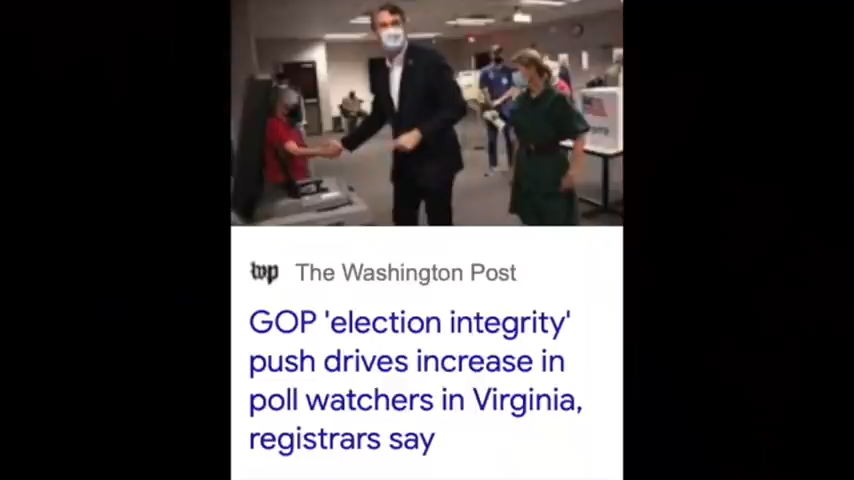 wp The Washington Post
GOP 'election integrity'
push drives increase in
poll watchers in Virginia,
registrars say